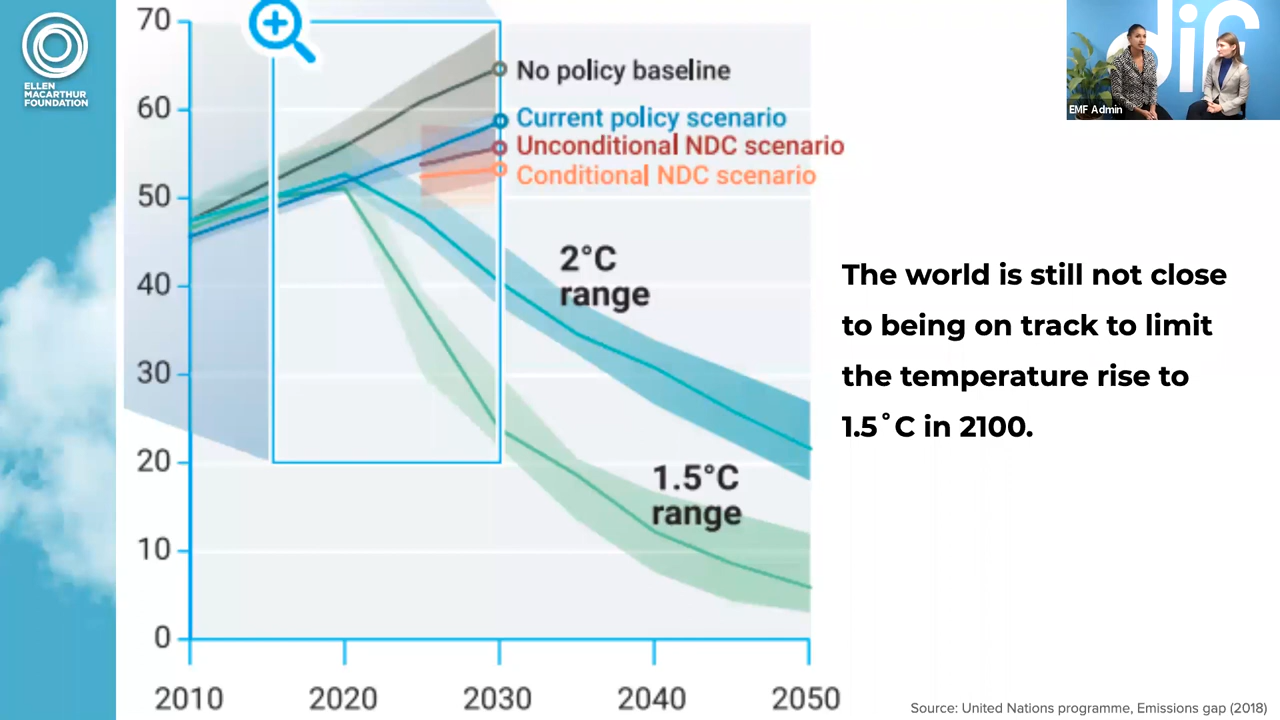 ELLEN
MACARTHUR
FOUNDATION
70
60
50
40
30
20
10
0
2010
2020
2030
2040
2050
No policy baseline
Current policy scenario
Unconditional NDC scenario
Conditional NDC scenario
2°C
range
1.5°C
range
dif
EMF Admin
The world is still not close
to being on track to limit
the temperature rise to
1.5˚C in 2100.
Source: United Nations programme, Emissions gap (2018)